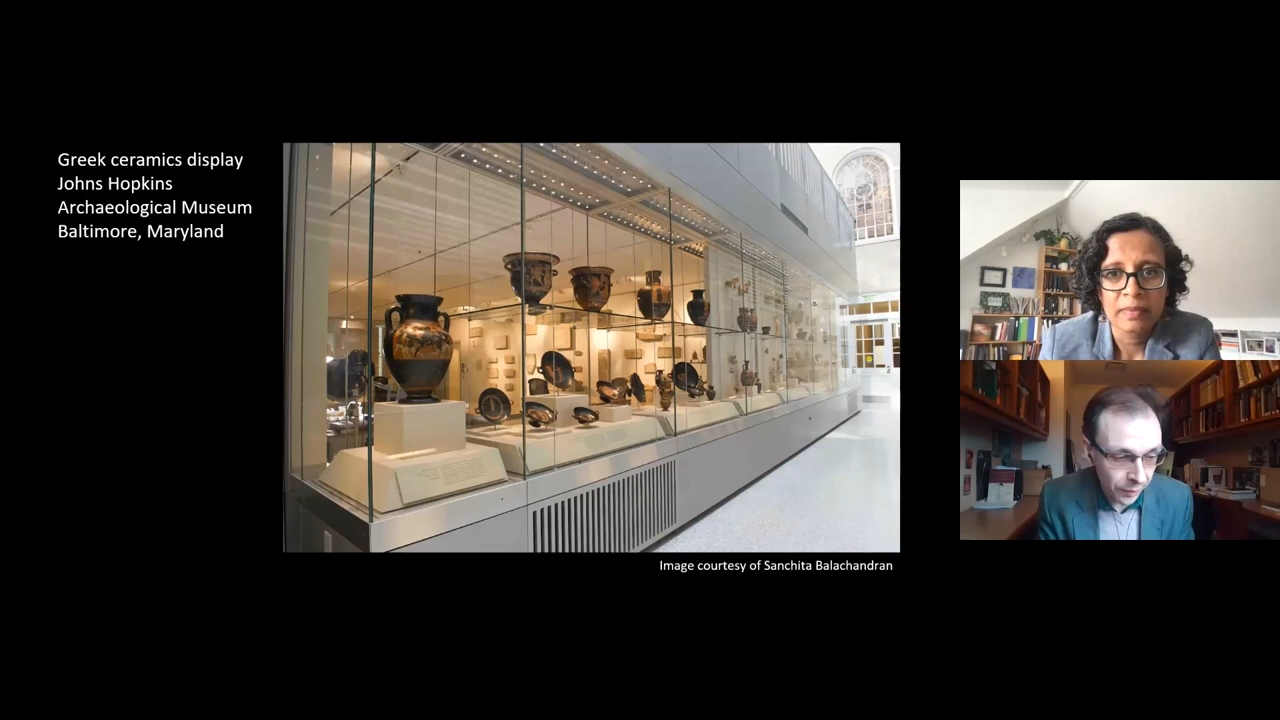 Greek ceramics display
Johns Hopkins
Archaeological Museum
Baltimore, Maryland
Image courtesy of Sanchita Balachandran